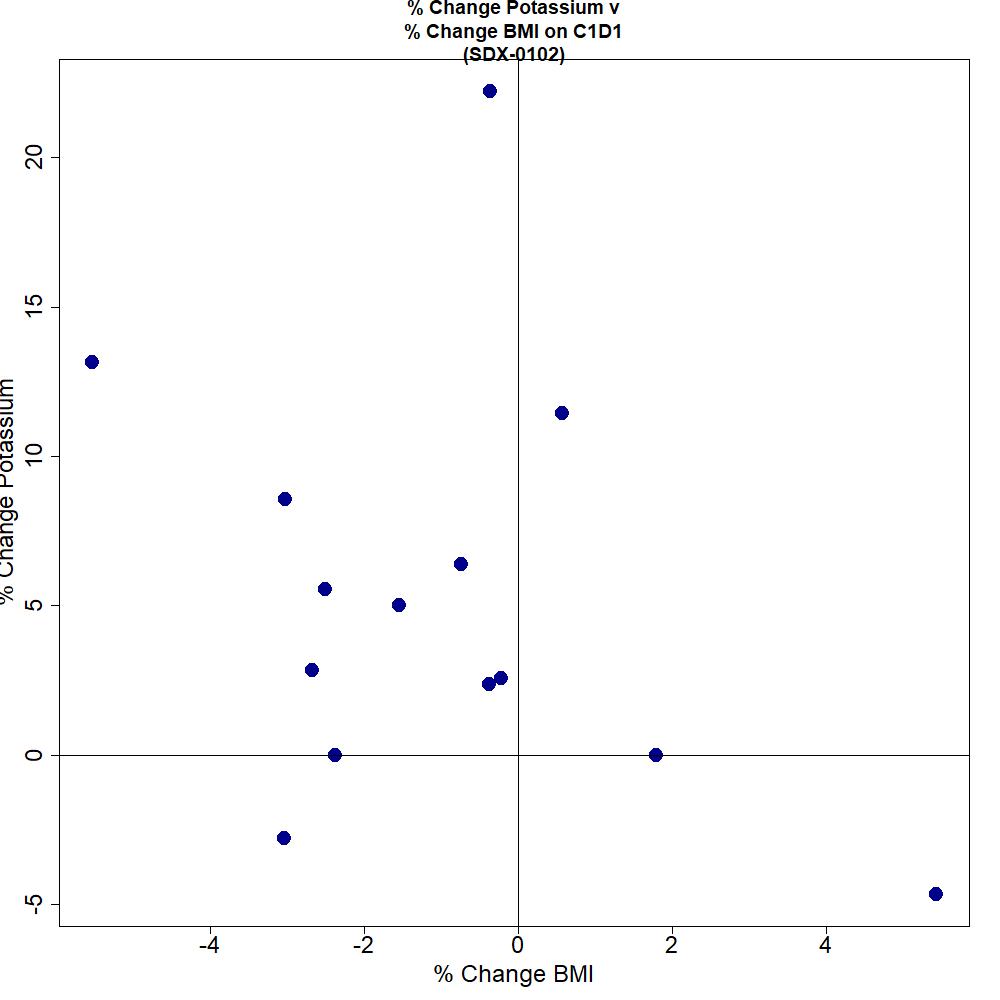 % Change Potassium v
% Change BMI on C1D1
(SDX-0102)
% Change Potassium
20
15
10
5
0
-5
-4
-2
0
2
4
% Change BMI